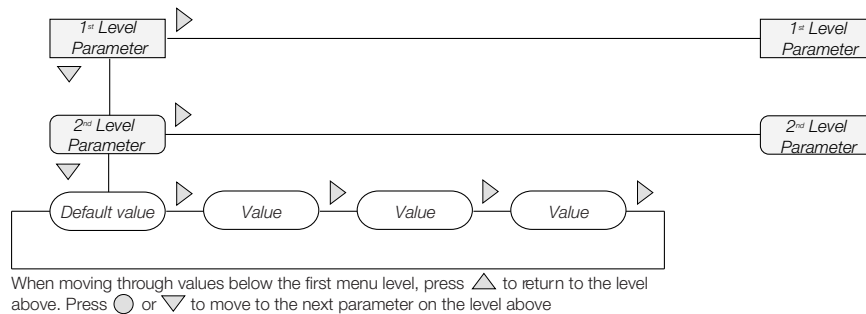 1st Level
Parameter
1st Level
Parameter
2nd Level
Parameter
2nd Level
Parameter
Default value
Value
Value
Value
When moving through values below the first menu level, press to return to the level
above. Press or to move to the next parameter on the level above